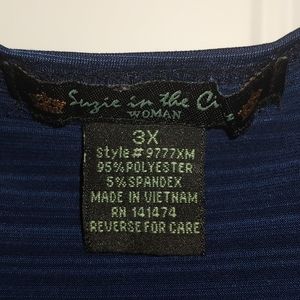 Suzie in the Ci
WOMAN
3X
style# 9777XM
95% POLYESTER
5% SPANDEX
MADE IN VIETNAM
RN 141474
REVERSE FOR CARE